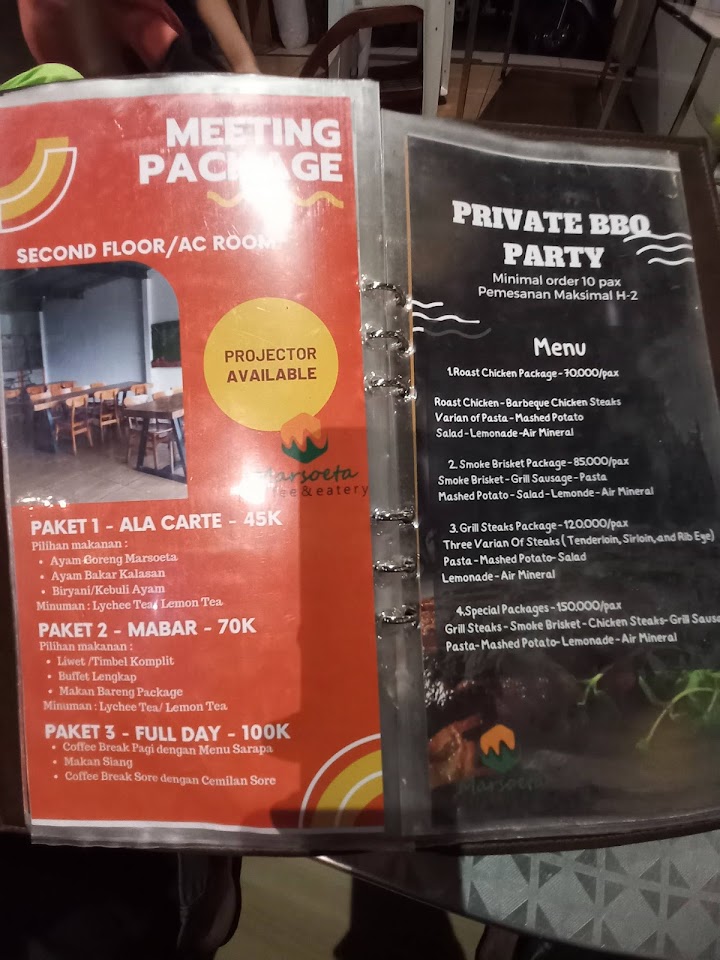 MEETING
PACKAGE
SECOND FLOOR/AC ROOM
PROJECTOR
AVAILABLE
Marsoeta
coffee&eatery
PAKET 1 - ALA CARTE - 45K
Pilihan makanan :
• Ayam Goreng Marsoeta
• Ayam Bakar Kalasan
• Biryani/Kebuli Ayam
Minuman : Lychee Tea/ Lemon Tea
PAKET 2 - MABAR - 70K
Pilihan makanan :
• Liwet /Timbel Komplit
• Buffet Lengkap
• Makan Bareng Package
Minuman : Lychee Tea/ Lemon Tea
PAKET 3 - FULL DAY - 100K
• Coffee Break Pagi dengan Menu Sarapa
• Makan Siang
• Coffee Break Sore dengan Cemilan Sore
PRIVATE BBQ
PARTY
Minimal order 10 pax
Pemesanan Maksimal H-2
Menu
1.Roast Chicken Package - 70.000/pax
Roast Chicken - Barbeque Chicken Steaks
Varian of Pasta - Mashed Potato
Salad - Lemonade - Air Mineral
2. Smoke Brisket Package - 85.000/pax
Smoke Brisket - Grill Sausage - Pasta
Mashed Potato - Salad - Lemonde - Air Mineral
3. Grill Steaks Package - 120.000/pax
Three Varian Of Steaks ( Tenderloin, Sirloin, and Rib Eye)
Pasta - Mashed Potato- Salad
Lemonade - Air Mineral
4.Special Packages - 150.000/pax
Grill Steaks - Smoke Brisket - Chicken Steaks- Grill Sausa
Pasta- Mashed Potato- Lemonade - Air Mineral
Marsoeta